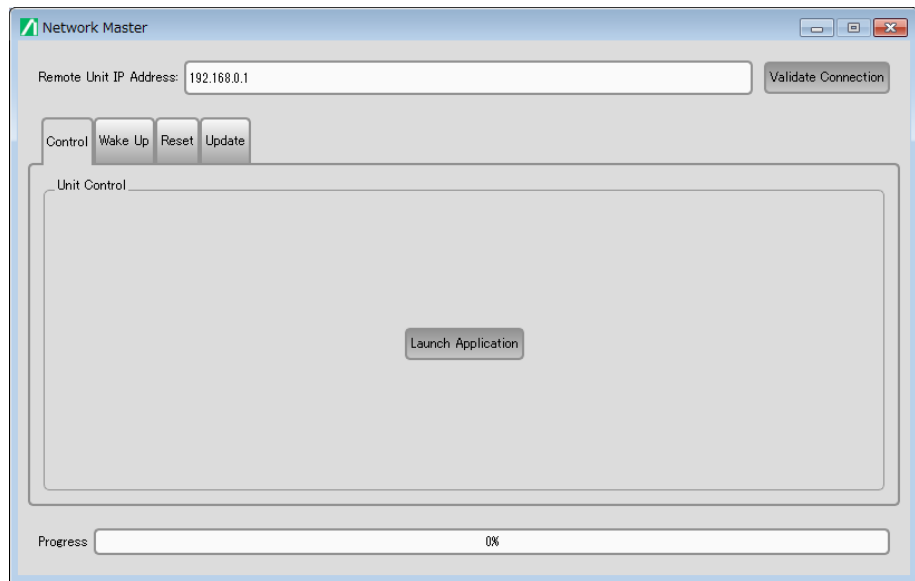 Network Master
Remote Unit IP Address: 192.168.0.1 Validate Connection
Control Wake Up Reset Update
Unit Control
Launch Application
Progress 0%